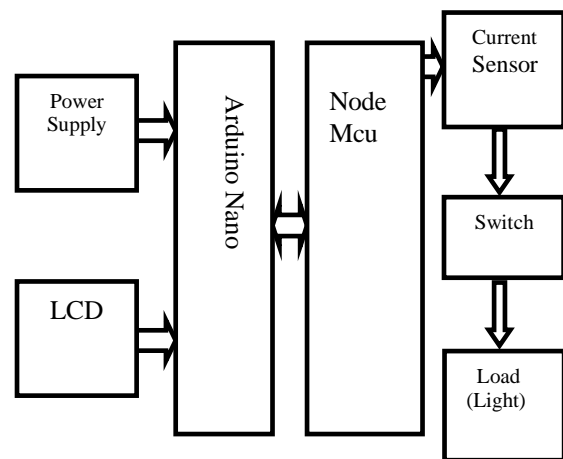 Power
Supply
LCD
Arduino Nano
Node
Mcu
Current
Sensor
Switch
Load
(Light)